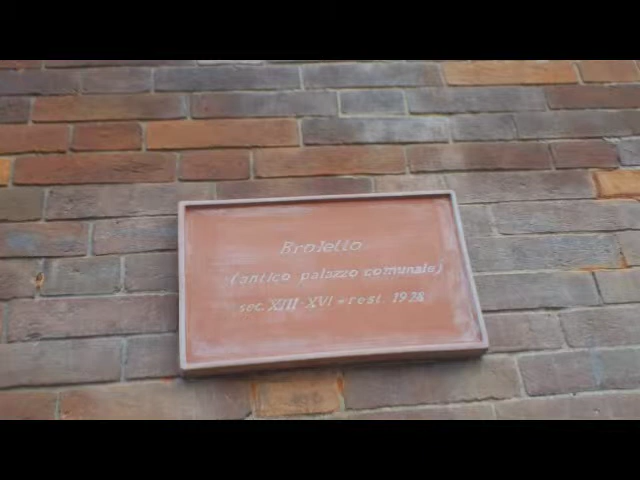 Broletto
(antico palazzo comunale)
sec. XIII-XVI - rest. 1928